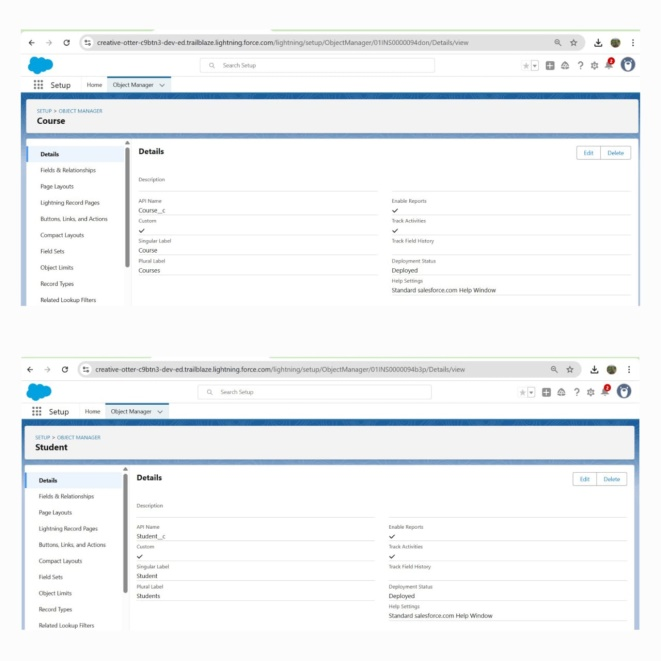 creative-otter-c9btn3-dev-ed.trailblaze.lightning.force.com/lightning/setup/ObjectManager/01INS0000094don/Details/view
Search Setup
2
Setup Home Object Manager
SETUP > OBJECT MANAGER
Course
Details
Fields & Relationships
Page Layouts
Lightning Record Pages
Buttons, Links, and Actions
Compact Layouts
Field Sets
Object Limits
Record Types
Related Lookup Filters
Details
Edit Delete
Description
API Name
Course__c
Custom
Singular Label
Course
Plural Label
Courses
Enable Reports
Track Activities
Track Field History
Deployment Status
Deployed
Help Settings
Standard salesforce.com Help Window
creative-otter-c9btn3-dev-ed.trailblaze.lightning.force.com/lightning/setup/ObjectManager/01INS0000094b3p/Details/view
Search Setup
2
Setup Home Object Manager
SETUP > OBJECT MANAGER
Student
Details
Fields & Relationships
Page Layouts
Lightning Record Pages
Buttons, Links, and Actions
Compact Layouts
Field Sets
Object Limits
Record Types
Related Lookup Filters
Details
Edit Delete
Description
API Name
Student__c
Custom
Singular Label
Student
Plural Label
Students
Enable Reports
Track Activities
Track Field History
Deployment Status
Deployed
Help Settings
Standard salesforce.com Help Window